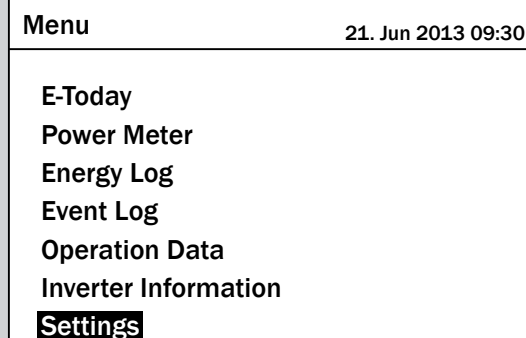 Menu
21. Jun 2013 09:30
E-Today
Power Meter
Energy Log
Event Log
Operation Data
Inverter Information
Settings